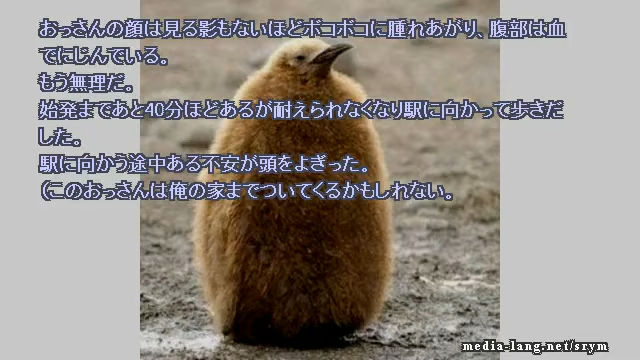 おっさんの顔は見る影もないほどボコボコに腫れあがり、腹部は血
でにじんでいる。
もう無理だ。
始発まであと40分ほどあるが耐えられなくなり駅に向かって歩きだ
した。
駅に向かう途中ある不安が頭をよぎった。
（このおっさんは俺の家までついてくるかもしれない。
media-lang.net/srym